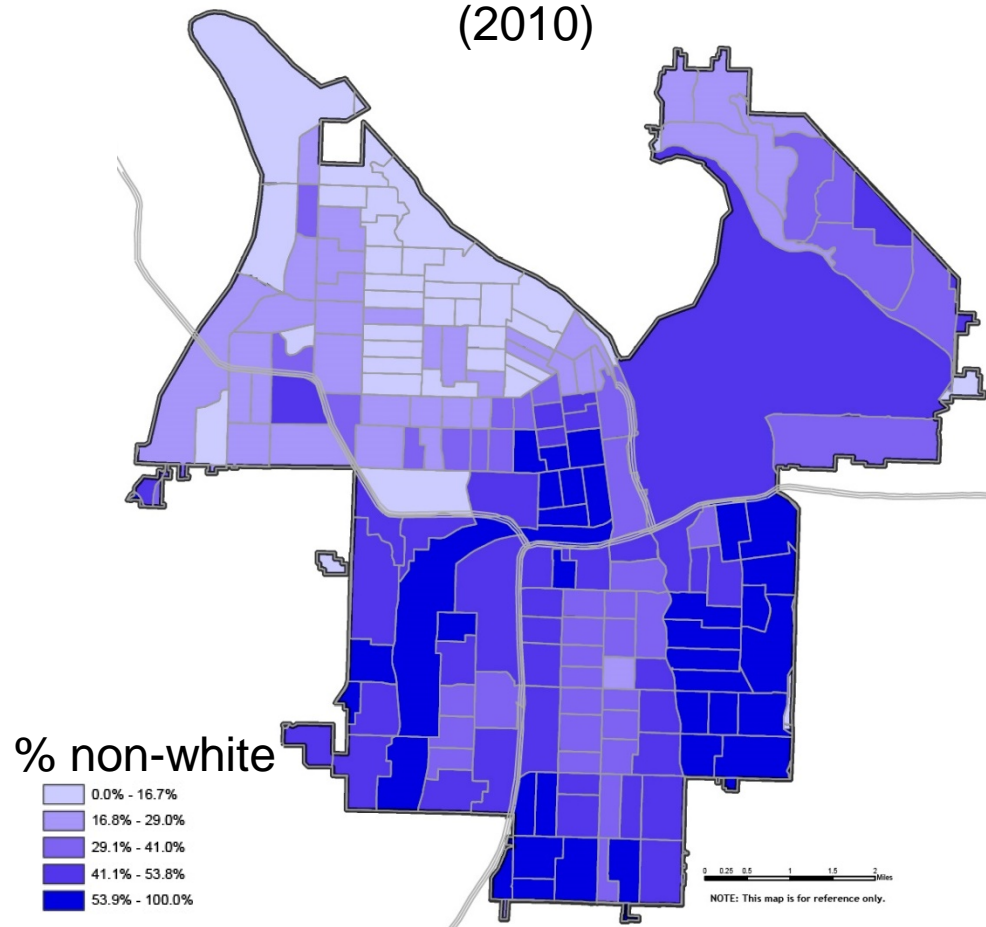 (2010)
% non-white
0.0% - 16.7%
16.8% - 29.0%
29.1% - 41.0%
41.1% - 53.8%
53.9% - 100.0%
0 0.25 0.5 1 1.5 2
Miles
NOTE: This map is for reference only.